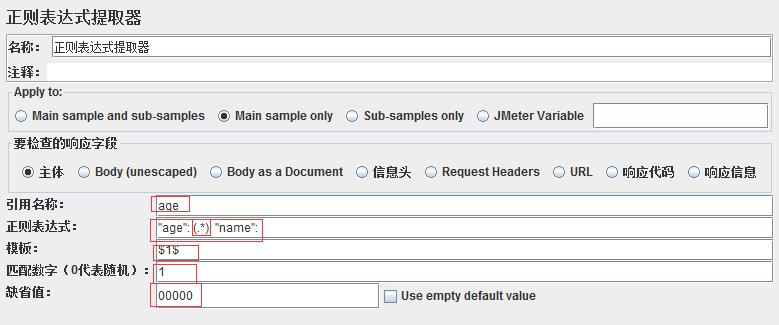 正则表达式提取器
名称： 正则表达式提取器
注释：
Apply to:
Main sample and sub-samples Main sample only Sub-samples only JMeter Variable
要检查的响应字段
主体 Body (unescaped) Body as a Document 信息头 Request Headers URL 响应代码 响应信息
引用名称： age
正则表达式： "age": (.*) "name":
模板： $1$
匹配数字（0代表随机）： 1
缺省值： 00000 Use empty default value